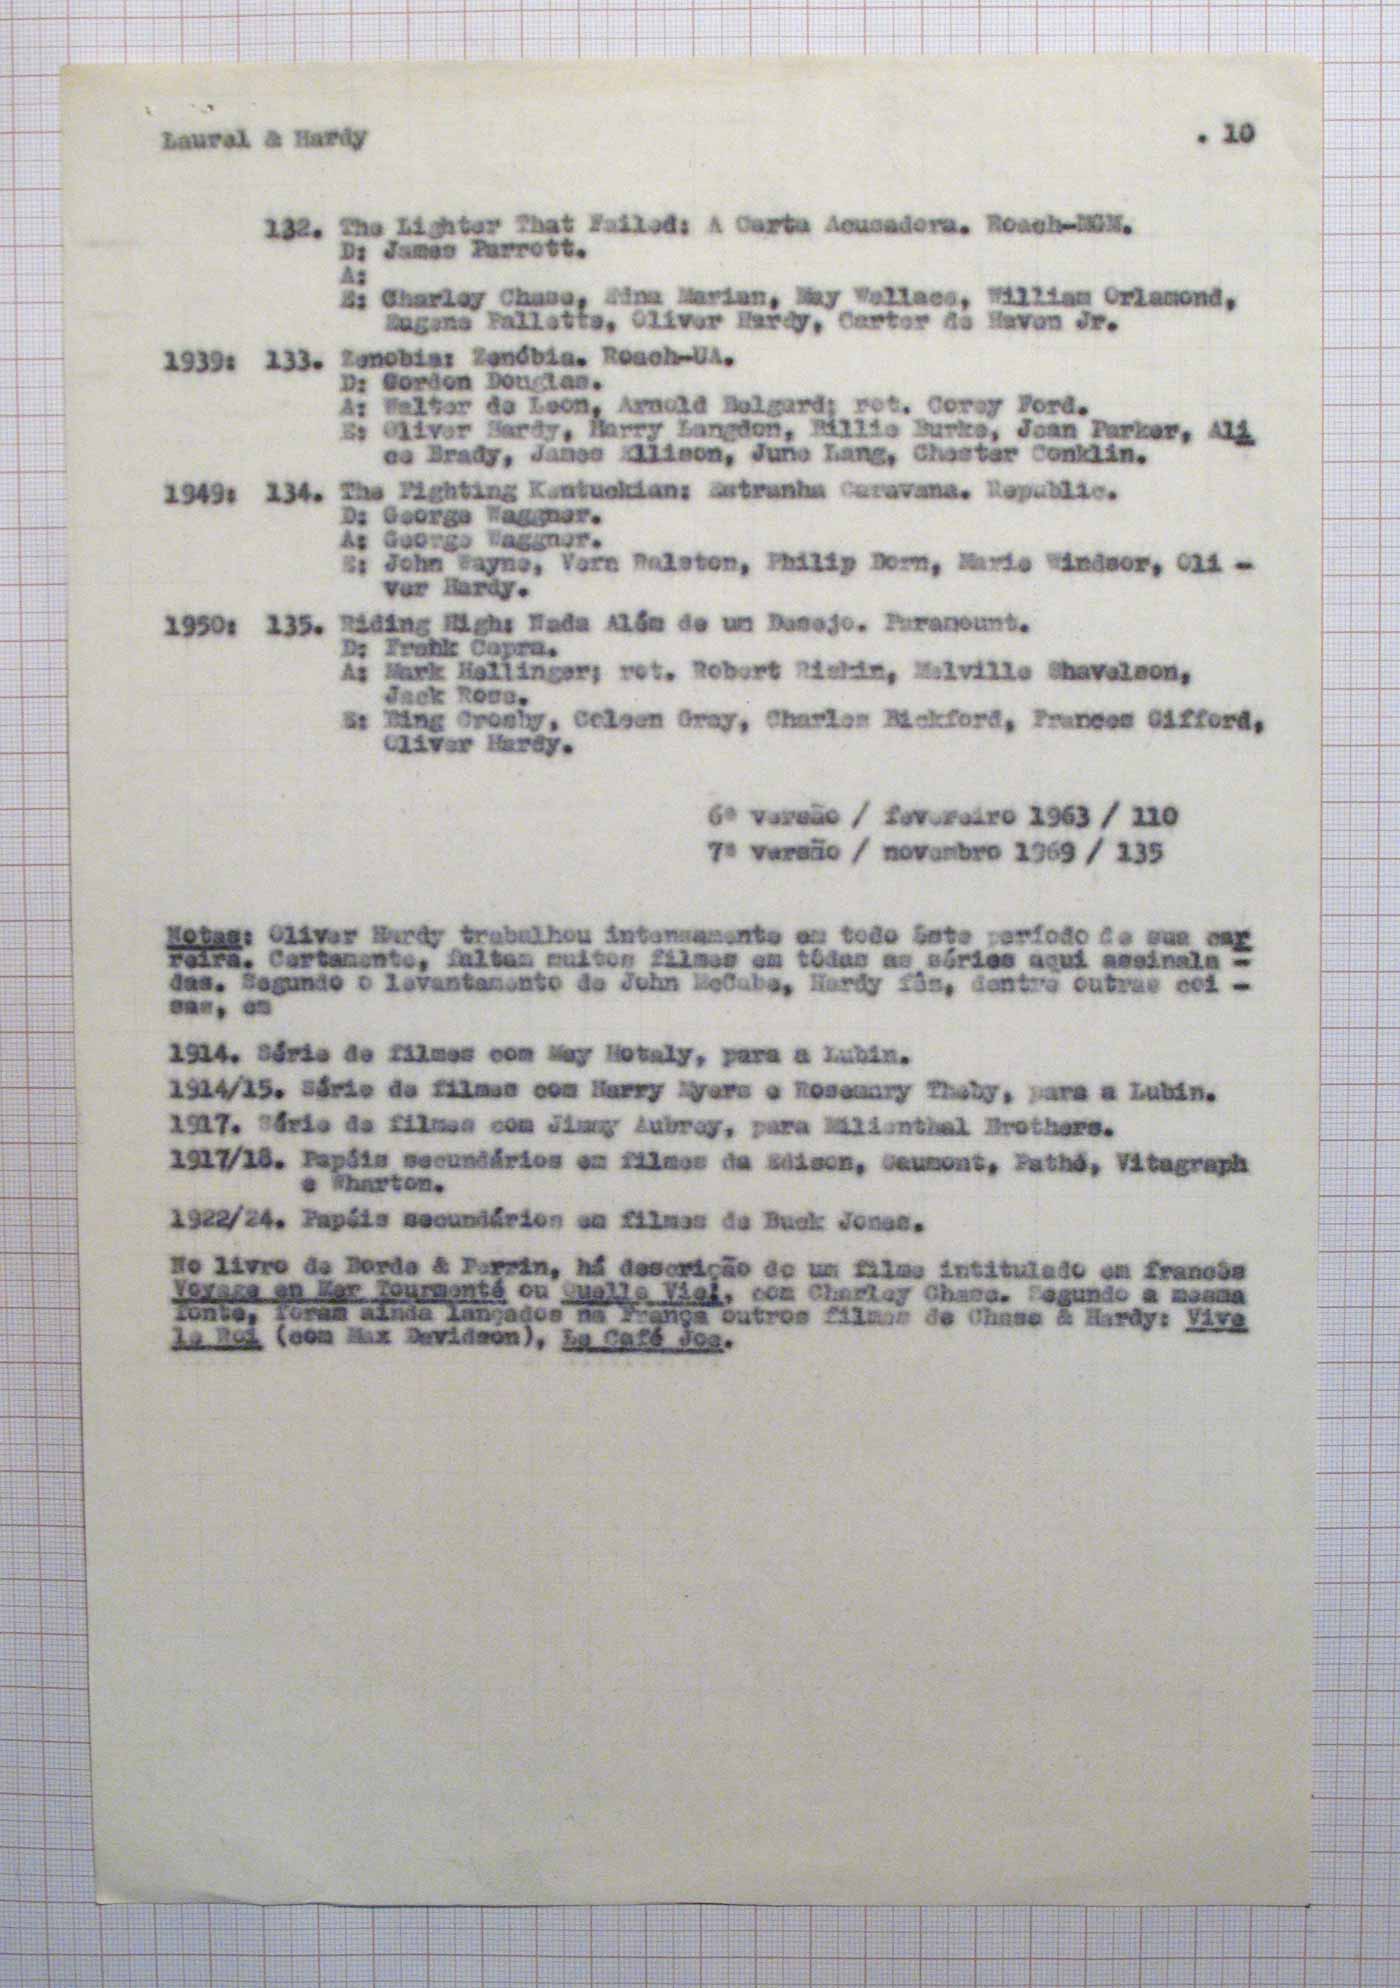 Laurel & Hardy . 10
132. The Lighter That Failed: A Carta Acusadora. Roach-MGM.
D: James Parrott.
A:
E: Charley Chase, Edna Marian, May Wallace, William Orlamond,
Eugene Pallette, Oliver Hardy, Carter de Haven Jr.
1939: 133. Zenobia: Zenóbia. Roach-UA.
D: Gordon Douglas.
A: Walter de Leon, Arnold Belgard; rot. Corey Ford.
E: Oliver Hardy, Harry Langdon, Billie Burke, Jean Parker, Ali
ce Brady, James Ellison, June Lang, Chester Conklin.
1949: 134. The Fighting Kentuckian: Estranha Caravana. Republic.
D: George Waggner.
A: George Waggner.
E: John Wayne, Vera Ralston, Philip Dorn, Marie Windsor, Oli -
ver Hardy.
1950: 135. Riding High: Nada Além de um Desejo. Paramount.
D: Frank Capra.
A: Mark Hellinger; rot. Robert Riskin, Melville Shavelson,
Jack Rose.
E: Bing Crosby, Coleen Gray, Charles Bickford, Frances Gifford,
Oliver Hardy.
6ª versão / fevereiro 1963 / 110
7ª versão / novembro 1969 / 135
Notas: Oliver Hardy trabalhou intensamente em todo êste período de sua car
reira. Certamente, faltam muitos filmes em tôdas as séries aqui assinala -
das. Segundo o levantamento de John McCabe, Hardy fêz, dentre outras coi -
sas, em
1914. Série de filmes com May Hotaly, para a Lubin.
1914/15. Série de filmes com Harry Myers e Rosemary Theby, para a Lubin.
1917. Série de filmes com Jimmy Aubrey, para Milienthal Brothers.
1917/18. Papéis secundários em filmes da Edison, Gaumont, Pathé, Vitagraph
e Wharton.
1922/24. Papéis secundários em filmes de Buck Jones.
No livro de Borde & Perrin, há descrição de um filme intitulado em francês
Voyage en Mer Tourmenté ou Quelle Vie!, com Charley Chase. Segundo a mesma
fonte, foram ainda lançados na França outros filmes de Chase & Hardy: Vive
le Roi (com Max Davidson), Le Café Joe.